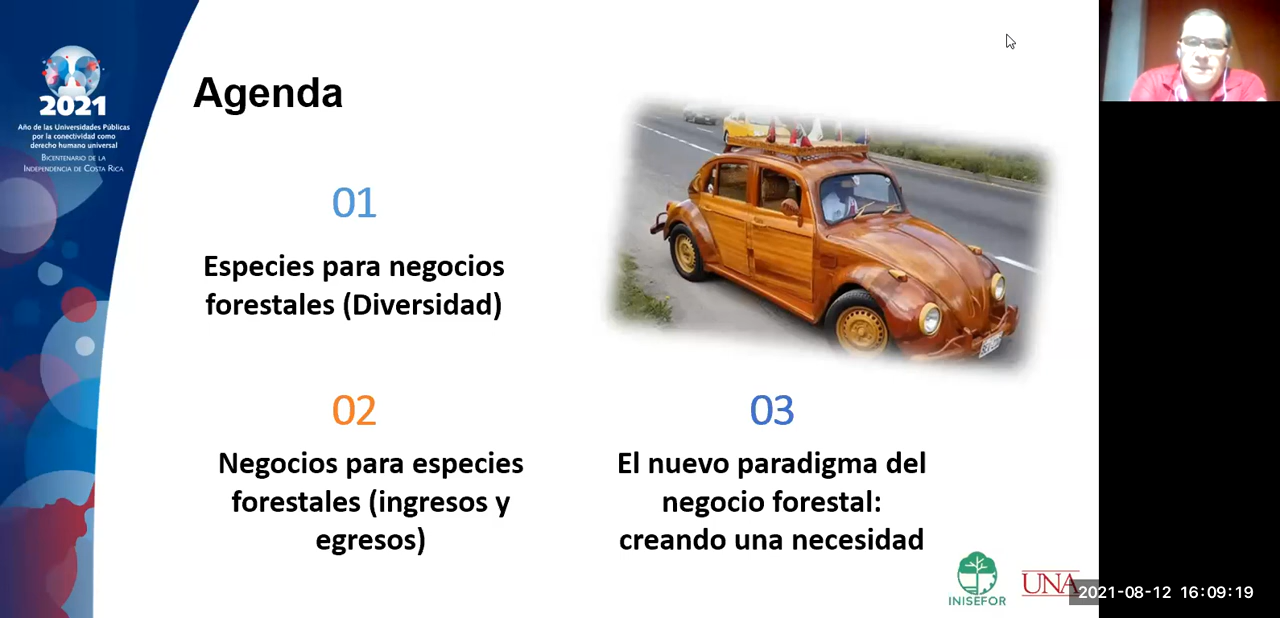 2021
Año de las Universidades Públicas
por la conectividad como
derecho humano universal
BICENTENARIO DE LA
INDEPENDENCIA DE COSTA RICA
Agenda
01
Especies para negocios
forestales (Diversidad)
02
Negocios para especies
forestales (ingresos y
egresos)
03
El nuevo paradigma del
negocio forestal:
creando una necesidad
INISEFOR
UNA
2021-08-12 16:09:19